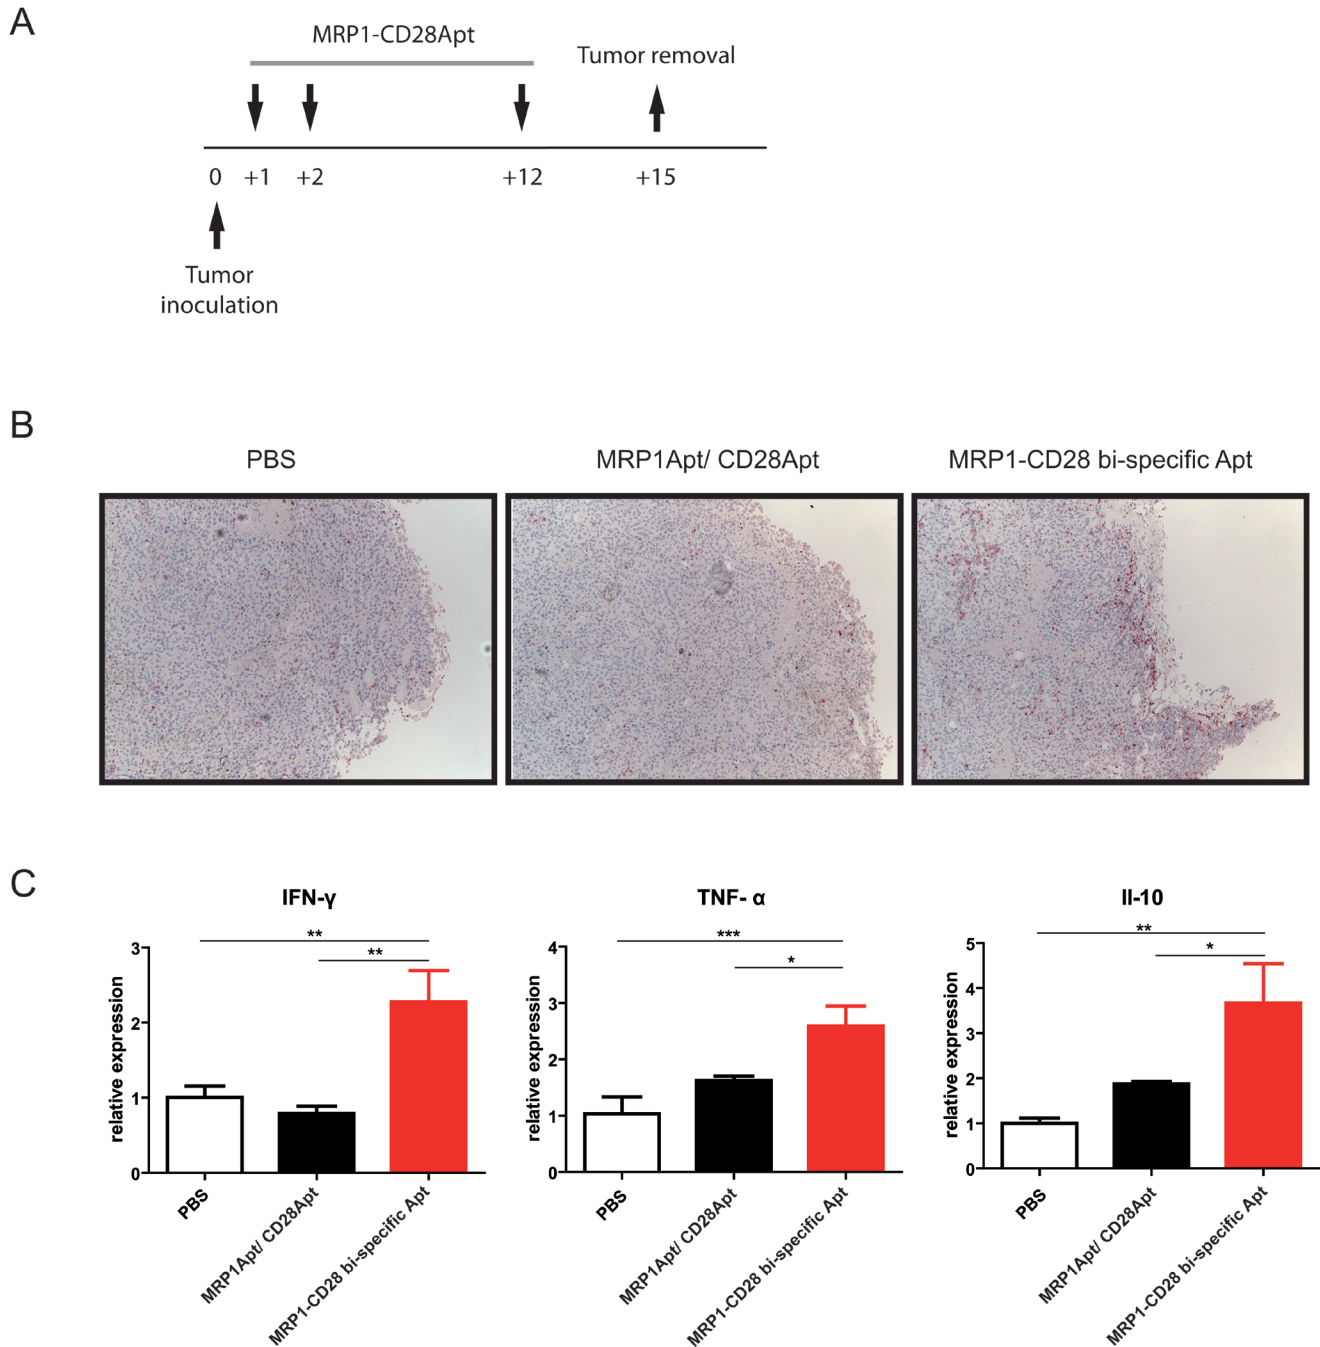 A
MRP1-CD28Apt
Tumor removal
0 +1 +2 +12 +15
Tumor
inoculation
B
PBS MRP1Apt/ CD28Apt MRP1-CD28 bi-specific Apt
C
IFN-γ
**
**
relative expression
3
2
1
0
PBS
MRP1Apt/ CD28Apt
MRP1-CD28 bi-specific Apt
TNF- α
***
*
relative expression
4
3
2
1
0
PBS
MRP1Apt/ CD28Apt
MRP1-CD28 bi-specific Apt
Il-10
**
*
relative expression
5
4
3
2
1
0
PBS
MRP1Apt/ CD28Apt
MRP1-CD28 bi-specific Apt